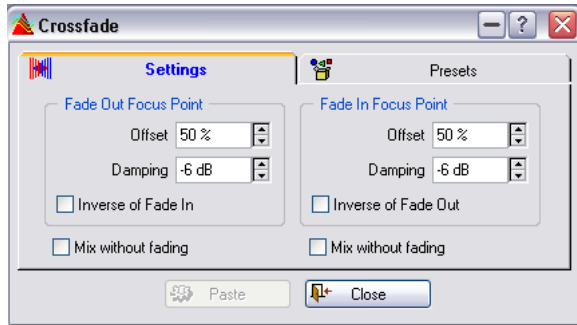 Crossfade
Settings
Presets
Fade Out Focus Point
Offset 50 %
Damping -6 dB
Inverse of Fade In
Mix without fading
Fade In Focus Point
Offset 50 %
Damping -6 dB
Inverse of Fade Out
Mix without fading
Paste
Close